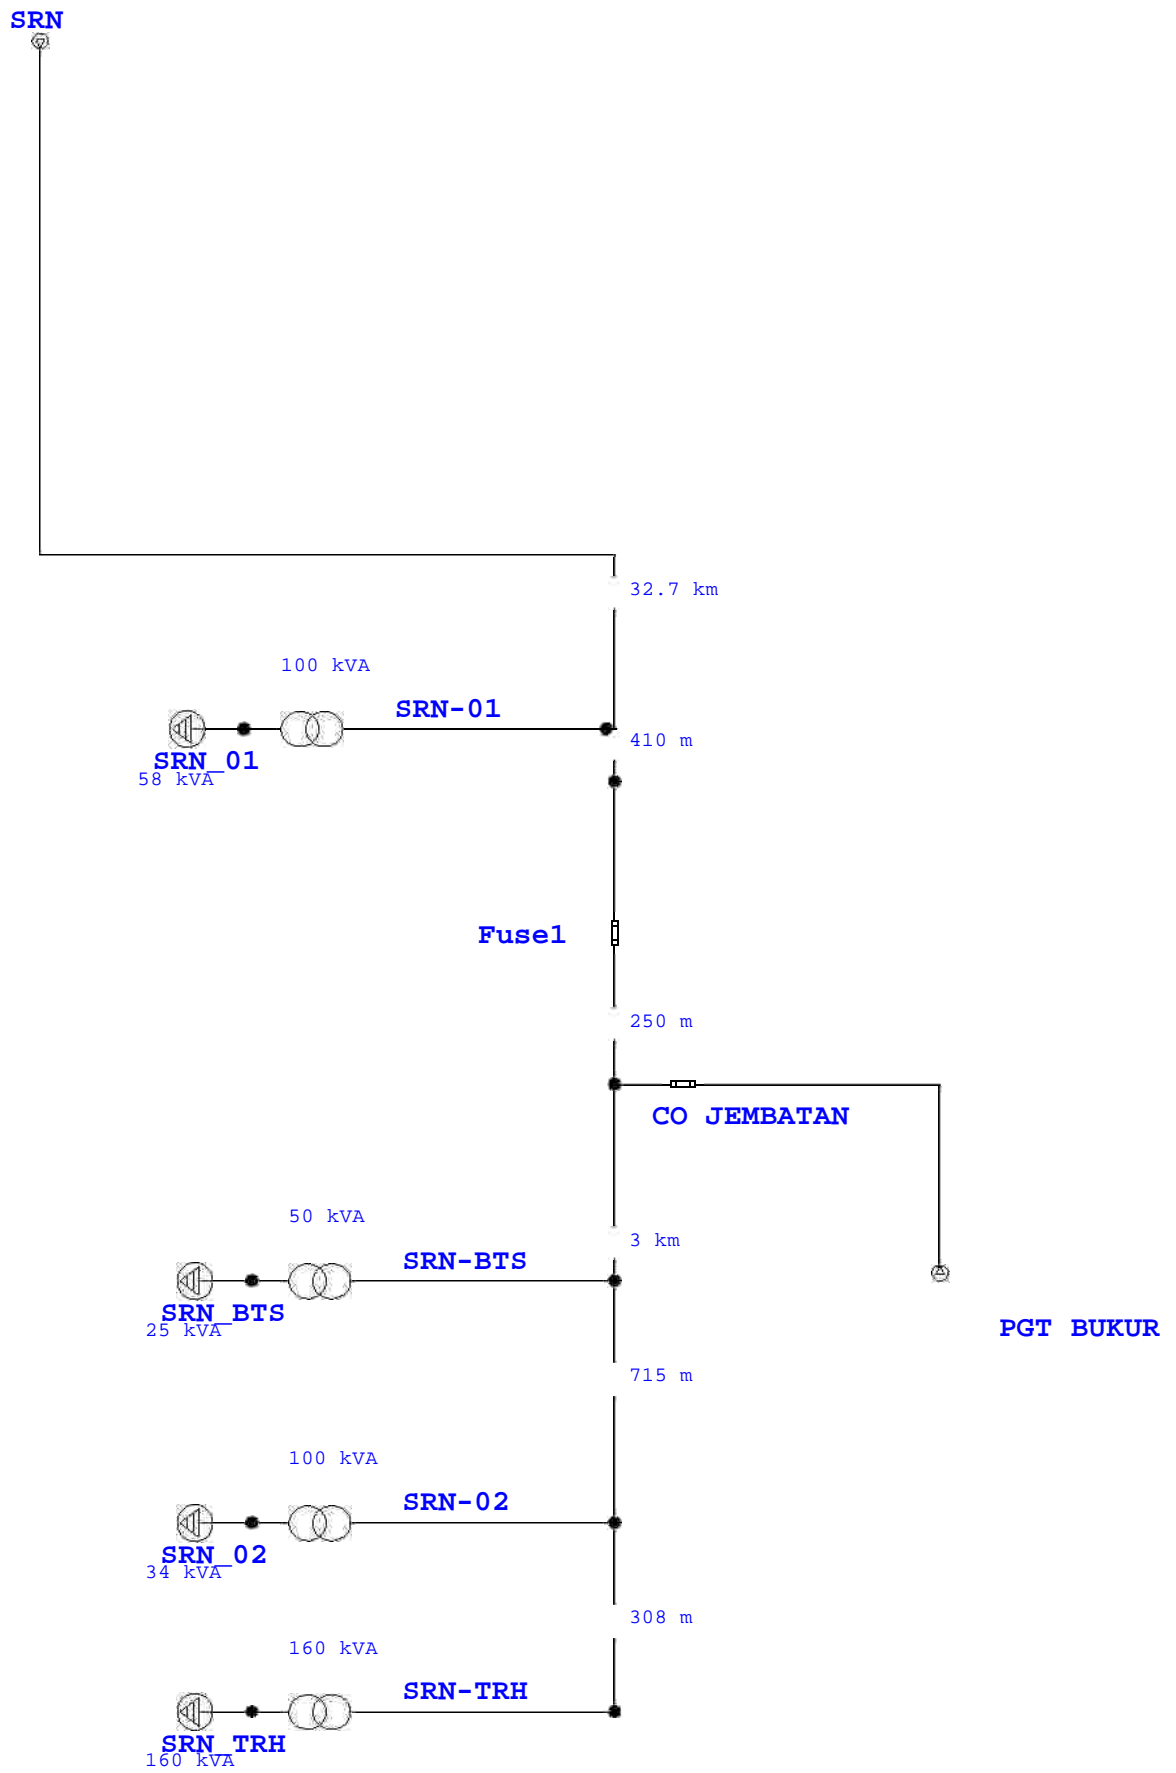 SRN
32.7 km
100 kVA
SRN-01
410 m
SRN_01
58 kVA
Fuse1
250 m
CO JEMBATAN
50 kVA
3 km
SRN-BTS
SRN_BTS
25 kVA
PGT BUKUR
715 m
100 kVA
SRN-02
SRN_02
34 kVA
308 m
160 kVA
SRN-TRH
SRN_TRH
160 kVA